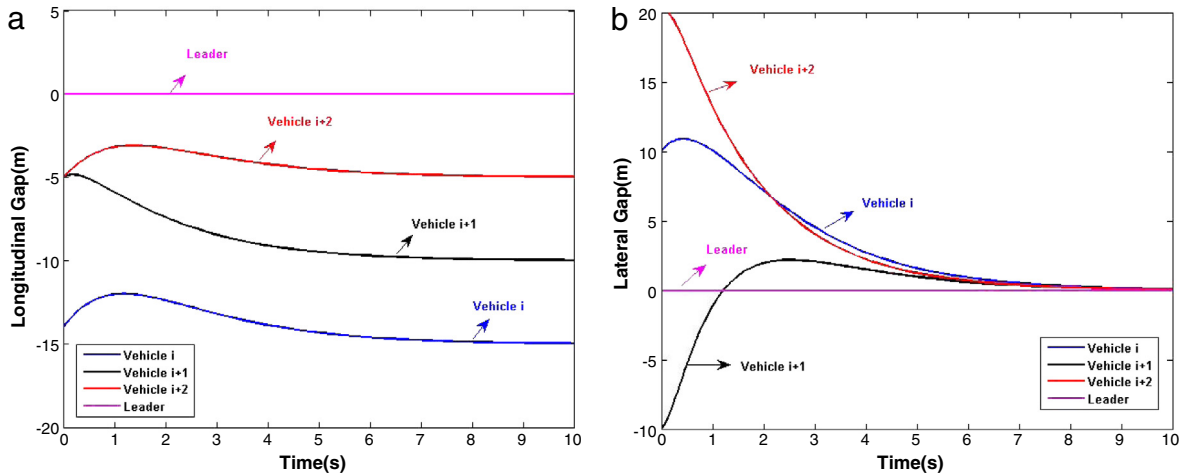 a
5
0
-5
-10
-15
-20
Longitudinal Gap(m)
Leader
Vehicle i+2
Vehicle i+1
Vehicle i
Vehicle i
Vehicle i+1
Vehicle i+2
Leader
0 1 2 3 4 5 6 7 8 9 10
Time(s)
b
20
15
10
5
0
-5
-10
Lateral Gap(m)
Vehicle i+2
Vehicle i
Leader
Vehicle i+1
Vehicle i
Vehicle i+1
Vehicle i+2
Leader
0 1 2 3 4 5 6 7 8 9 10
Time(s)